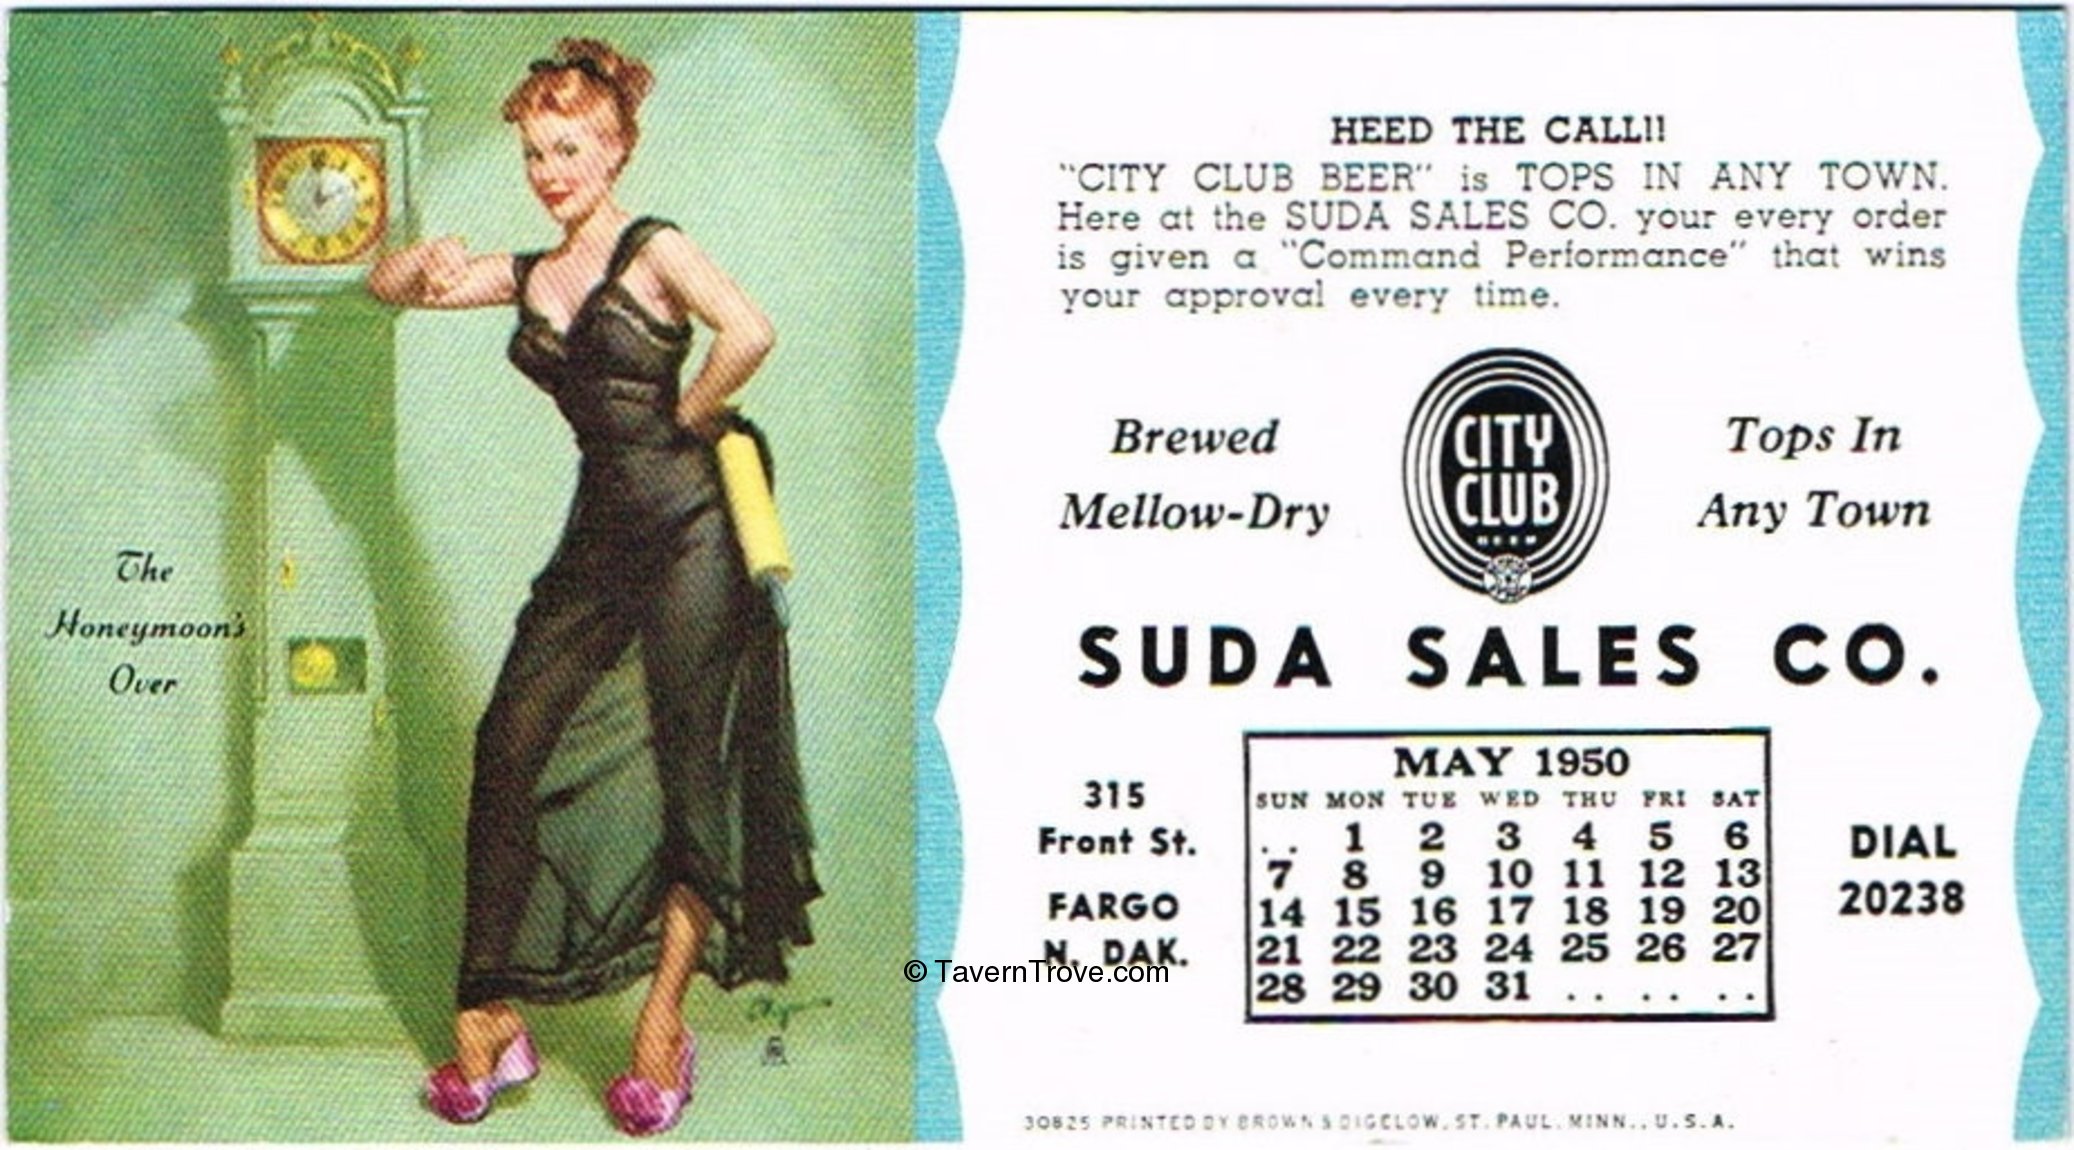 The
Honeymoon's
Over
HEED THE CALL!!
"CITY CLUB BEER" is TOPS IN ANY TOWN.
Here at the SUDA SALES CO. your every order
is given a "Command Performance" that wins
your approval every time.
Brewed
Mellow-Dry
CITY
CLUB
BEER
Tops In
Any Town
SUDA SALES CO.
315
Front St.
FARGO
N. DAK.
MAY 1950
SUN MON TUE WED THU FRI SAT
. . 1 2 3 4 5 6
7 8 9 10 11 12 13
14 15 16 17 18 19 20
21 22 23 24 25 26 27
28 29 30 31 . . . . . .
DIAL
20238
© TavernTrove.com
30825 PRINTED BY BROWN & BIGELOW, ST. PAUL, MINN., U.S.A.